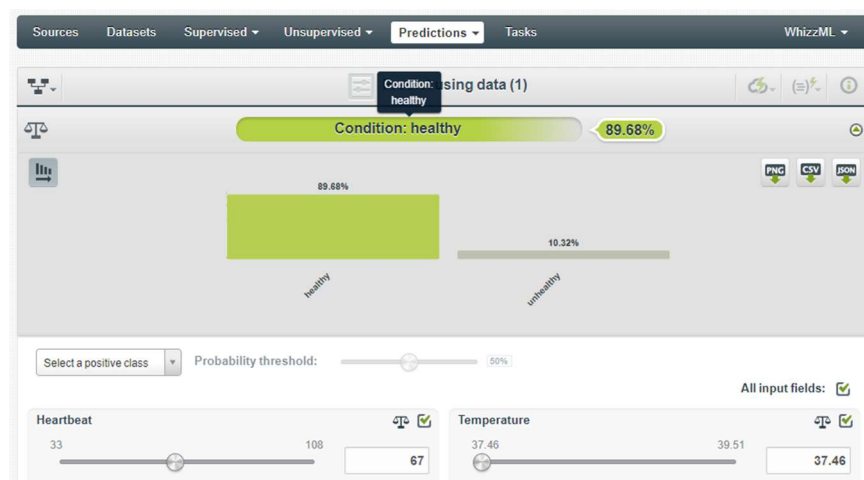 Sources Datasets Supervised Unsupervised Predictions Tasks WhizzML
Condition: healthy
using data (1)
Condition: healthy 89.68%
PNG CSV JSON
89.68%
10.32%
healthy unhealthy
Select a positive class Probability threshold: 50%
All input fields:
Heartbeat Temperature
33 108 37.46 39.51
67 37.46